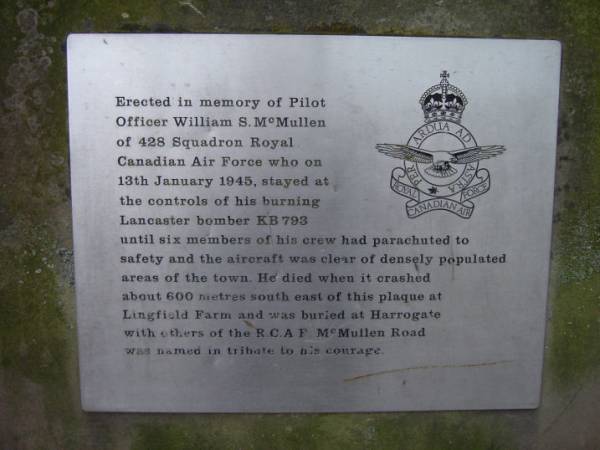 Erected in memory of Pilot
Officer William S. McMullen
of 428 Squadron Royal
Canadian Air Force who on
13th January 1945, stayed at
the controls of his burning
Lancaster bomber KB 793
until six members of his crew had parachuted to
safety and the aircraft was clear of densely populated
areas of the town. He died when it crashed
about 600 metres south east of this plaque at
Lingfield Farm and was buried at Harrogate
with others of the R.C.A.F. McMullen Road
was named in tribute to his courage.
PER ARDUA AD ASTRA
ROYAL CANADIAN AIR FORCE